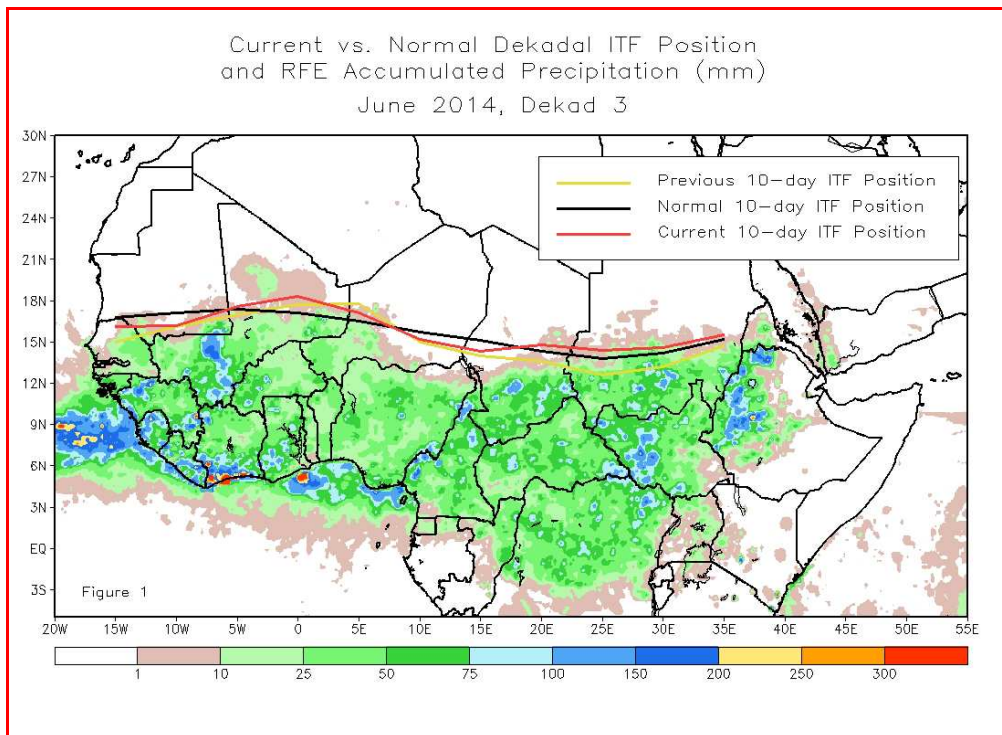 Current vs. Normal Dekadal ITF Position
and RFE Accumulated Precipitation (mm)
June 2014, Dekad 3
30N
27N
24N
21N
18N
15N
12N
9N
6N
3N
EQ
3S
Previous 10-day ITF Position
Normal 10-day ITF Position
Current 10-day ITF Position
Figure 1
20W 15W 10W 5W 0 5E 10E 15E 20E 25E 30E 35E 40E 45E 50E 55E
1 10 25 50 75 100 150 200 250 300